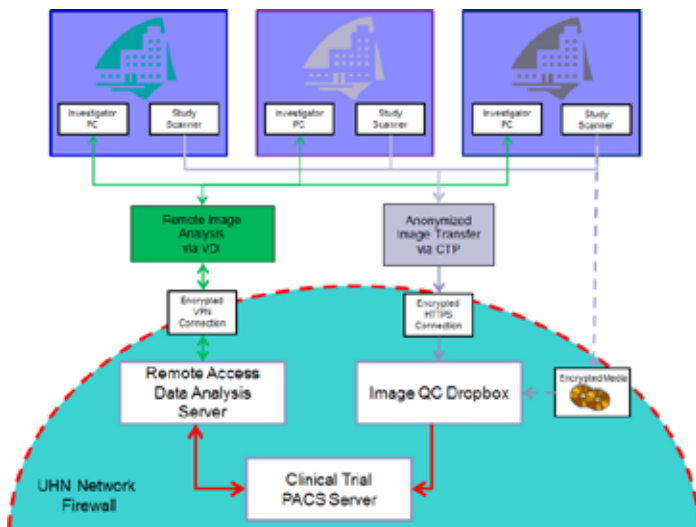 Investigator
PC
Study
Scanner
Investigator
PC
Study
Scanner
Investigator
PC
Study
Scanner
Remote Image
Analysis
via VDI
Anonymized
Image Transfer
via CTP
Encrypted
VPN
Connection
Encrypted
HTTPS
Connection
Remote Access
Data Analysis
Server
Image QC Dropbox
Encrypted Media
Clinical Trial
PACS Server
UHN Network
Firewall